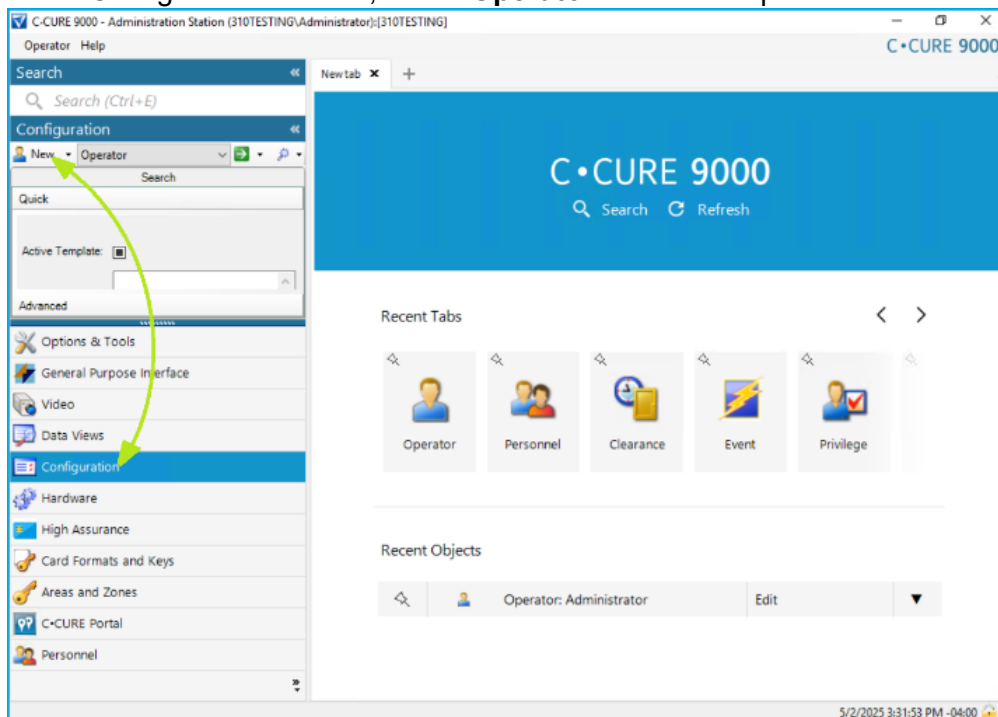 Operator
C-CURE 9000 - Administration Station (310TESTING\Administrator):[310TESTING]
Operator Help
C•CURE 9000
Search
New tab
Search (Ctrl+E)
Configuration
New Operator
Search
Quick
Active Template:
Advanced
C•CURE 9000
Search Refresh
Options & Tools
General Purpose Interface
Video
Data Views
Configuration
Hardware
High Assurance
Card Formats and Keys
Areas and Zones
C•CURE Portal
Personnel
Recent Tabs
Operator Personnel Clearance Event Privilege
Recent Objects
Operator: Administrator Edit
5/2/2025 3:31:53 PM -04:00